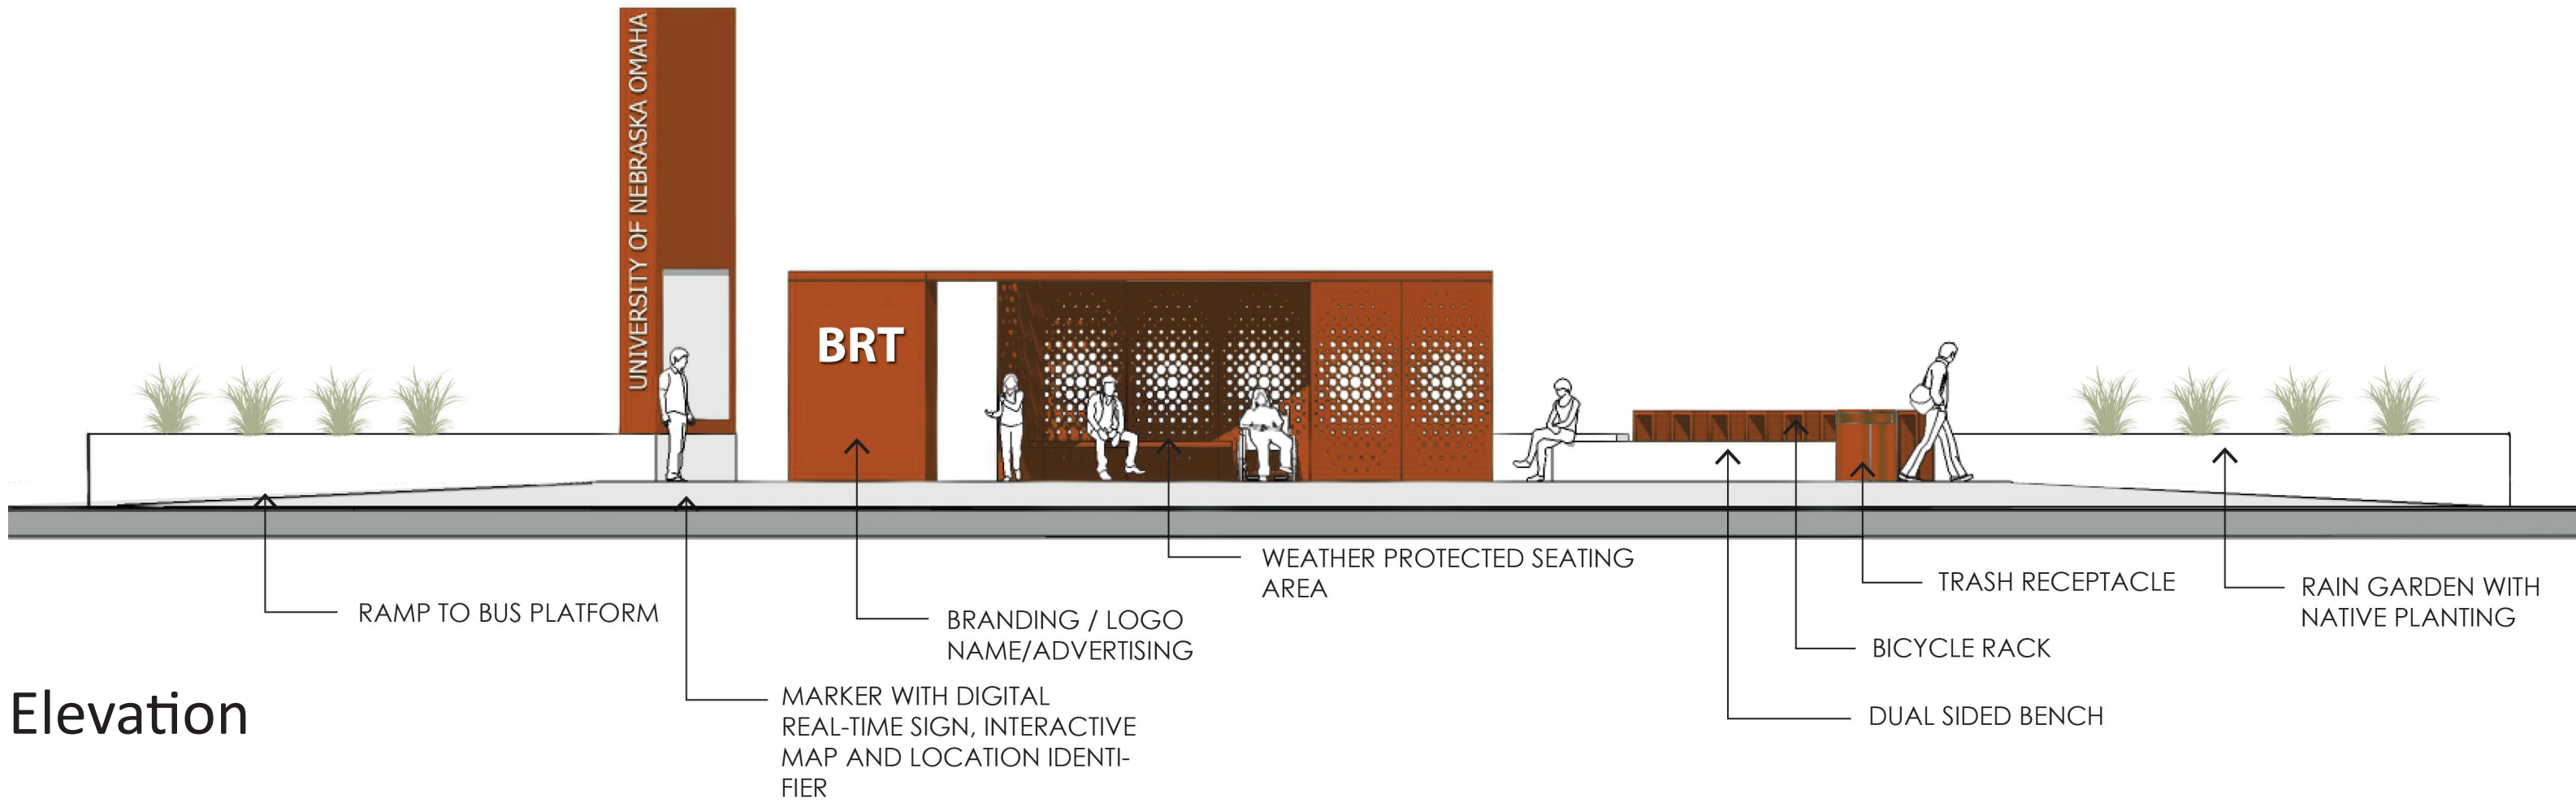 UNIVERSITY OF NEBRASKA OMAHA
BRT
WEATHER PROTECTED SEATING
AREA
TRASH RECEPTACLE
RAIN GARDEN WITH
NATIVE PLANTING
RAMP TO BUS PLATFORM
BRANDING / LOGO
NAME/ADVERTISING
BICYCLE RACK
MARKER WITH DIGITAL
REAL-TIME SIGN, INTERACTIVE
MAP AND LOCATION IDENTI-
FIER
DUAL SIDED BENCH
Elevation